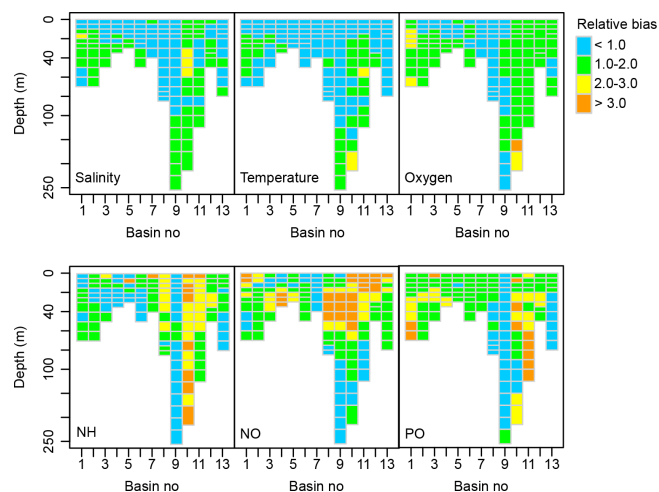 Relative bias
< 1.0
1.0-2.0
2.0-3.0
> 3.0
Depth (m)
0
40
100
250
Salinity
Temperature
Oxygen
1 3 5 7 9 11 13
1 3 5 7 9 11 13
1 3 5 7 9 11 13
Basin no
Basin no
Basin no
Depth (m)
0
40
100
250
NH
NO
PO
1 3 5 7 9 11 13
1 3 5 7 9 11 13
1 3 5 7 9 11 13
Basin no
Basin no
Basin no